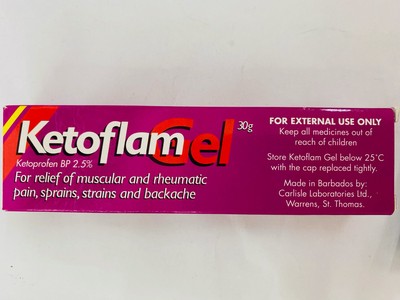 Ketoflam Gel 30g
Ketoprofen BP 2.5%
For relief of muscular and rheumatic
pain, sprains, strains and backache
FOR EXTERNAL USE ONLY
Keep all medicines out of
reach of children
Store Ketoflam Gel below 25°C
with the cap replaced tightly.
Made in Barbados by:
Carlisle Laboratories Ltd.,
Warrens, St. Thomas.